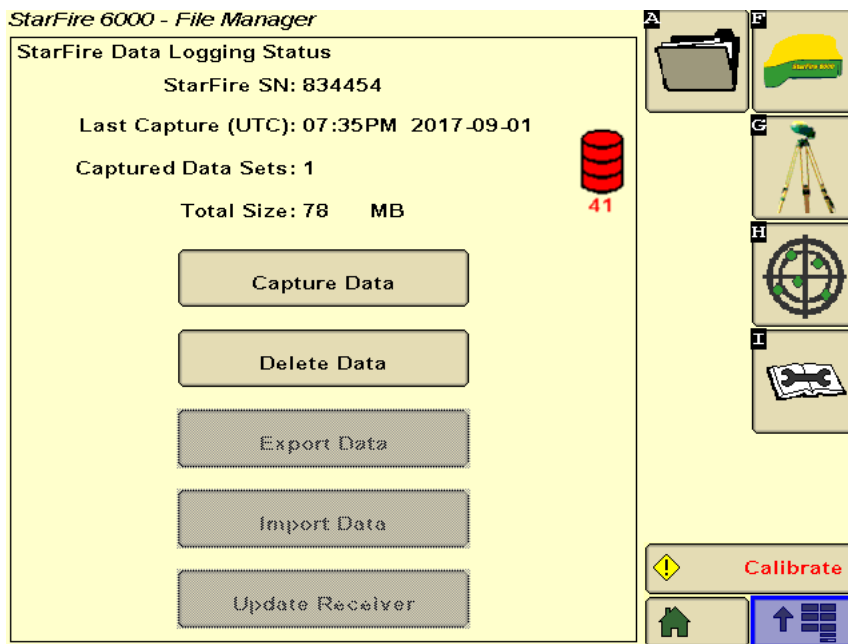 StarFire 6000 - File Manager
StarFire Data Logging Status
StarFire SN: 834454
Last Capture (UTC): 07:35PM 2017-09-01
Captured Data Sets: 1
41
Total Size: 78 MB
Capture Data
Delete Data
Export Data
Import Data
Update Receiver
A
F
StarFire 6000
G
H
I
Calibrate